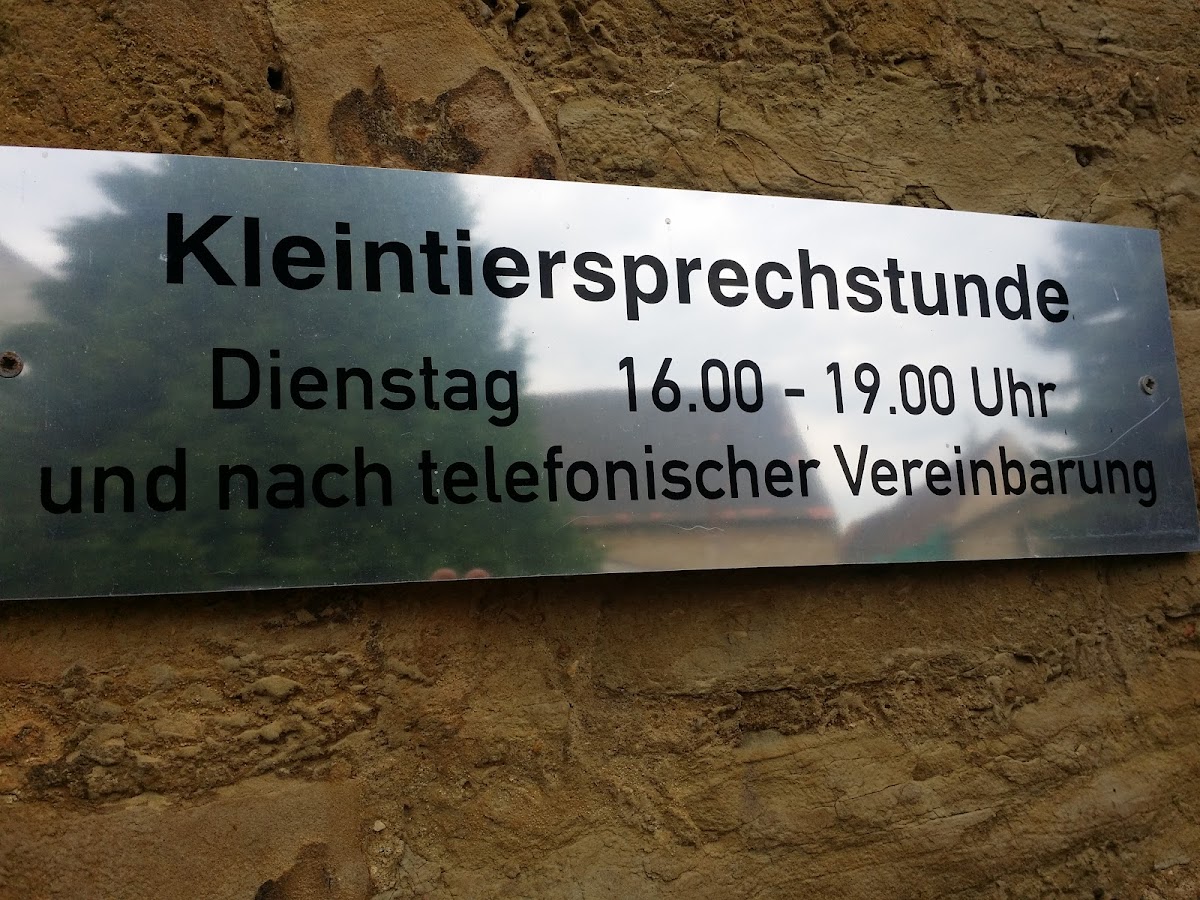 Kleintiersprechstunde
Dienstag 16.00 - 19.00 Uhr
und nach telefonischer Vereinbarung